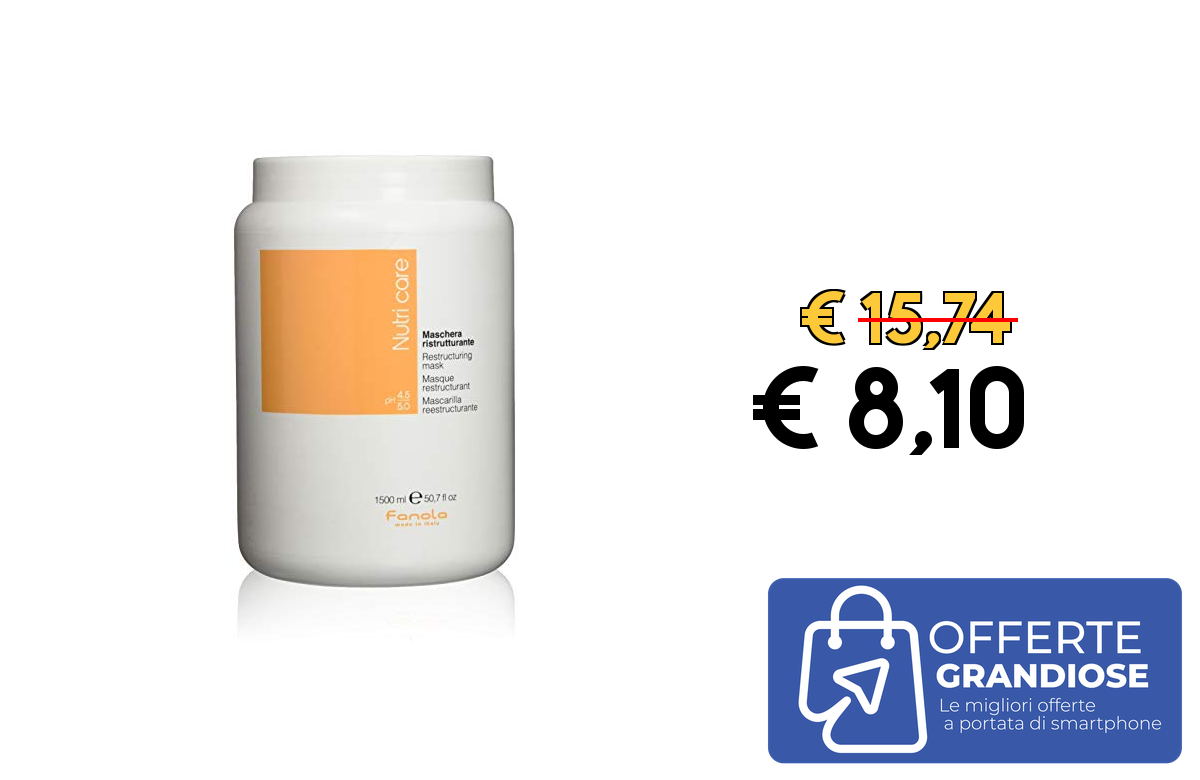 Nutri care
Maschera
ristrutturante
Restructuring
mask
Masque
restructurant
Mascarilla
reestructurante
pH 4.5
5.0
1500 ml e 50,7 fl oz
Fanola
made in Italy
€ 15,74
€ 8,10
OFFERTE
GRANDIOSE
Le migliori offerte
a portata di smartphone